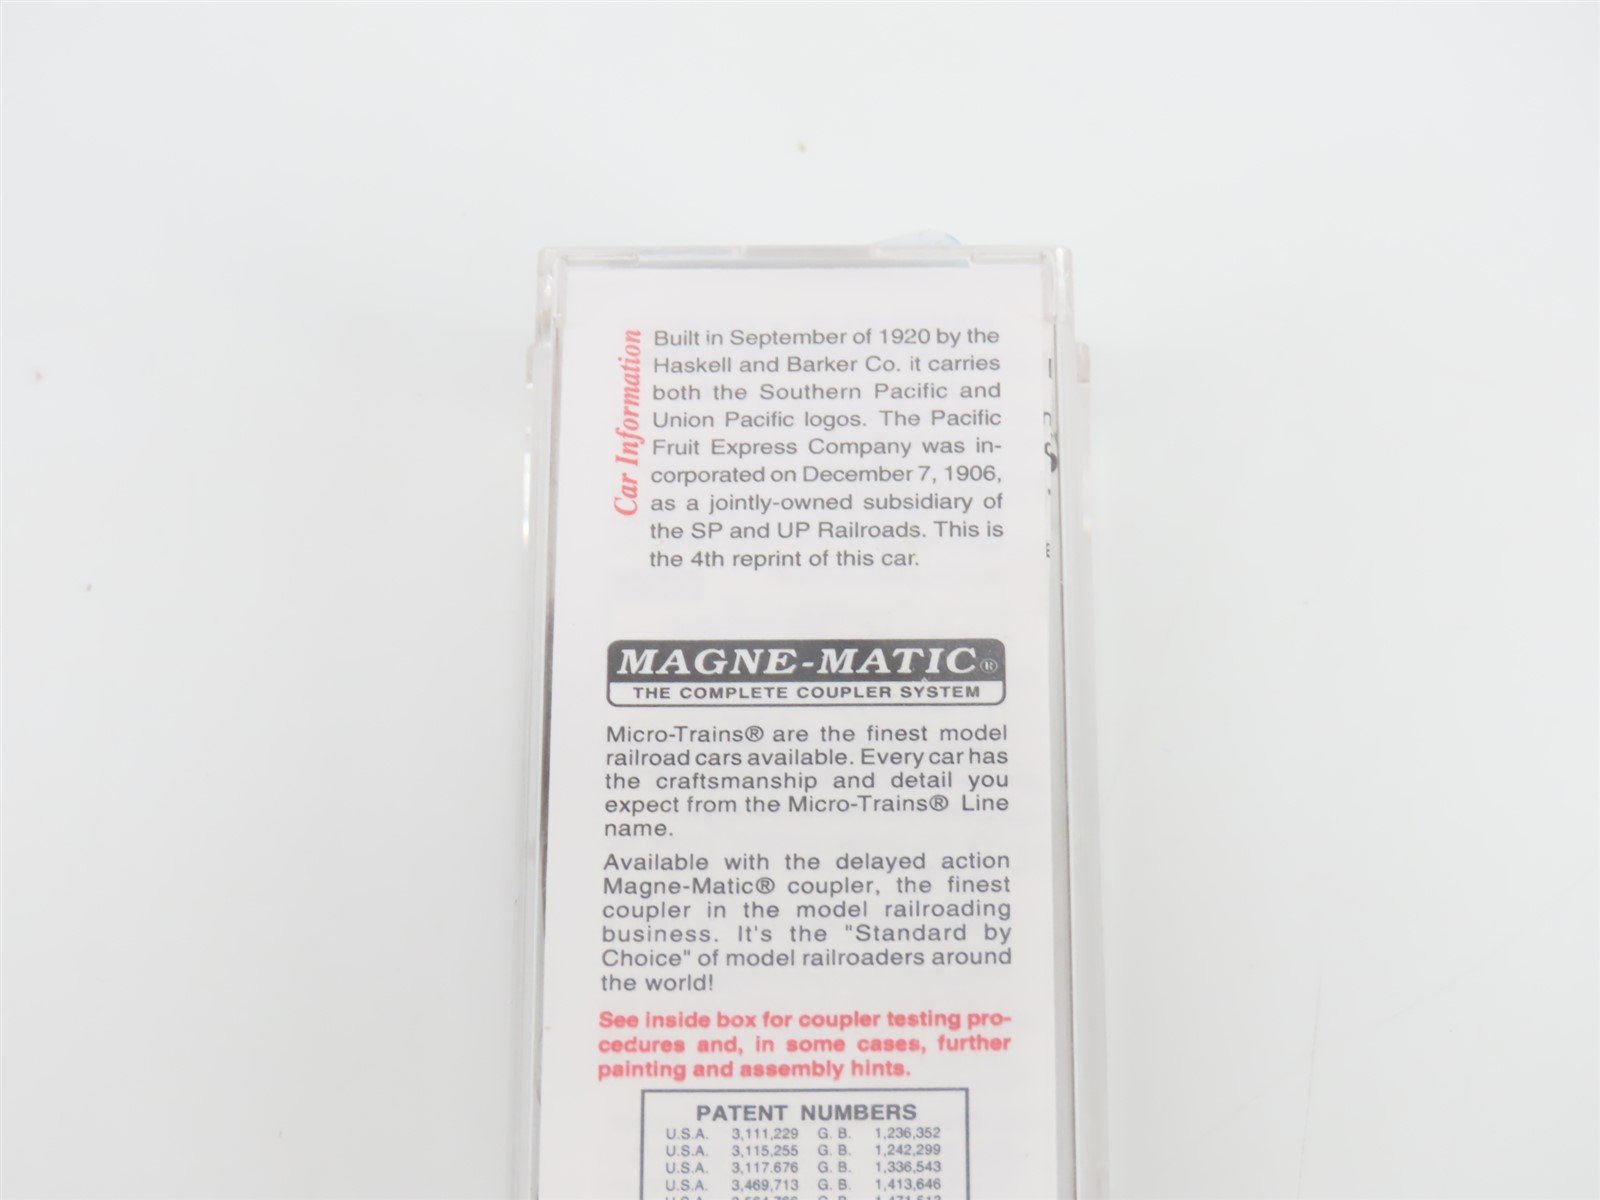 Car Information
Built in September of 1920 by the
Haskell and Barker Co. it carries
both the Southern Pacific and
Union Pacific logos. The Pacific
Fruit Express Company was in-
corporated on December 7, 1906,
as a jointly-owned subsidiary of
the SP and UP Railroads. This is
the 4th reprint of this car.
MAGNE-MATIC®
THE COMPLETE COUPLER SYSTEM
Micro-Trains® are the finest model
railroad cars available. Every car has
the craftsmanship and detail you
expect from the Micro-Trains® Line
name.
Available with the delayed action
Magne-Matic® coupler, the finest
coupler in the model railroading
business. It's the "Standard by
Choice" of model railroaders around
the world!
See inside box for coupler testing pro-
cedures and, in some cases, further
painting and assembly hints.
PATENT NUMBERS
U.S.A. 3,111,229 G. B. 1,236,352
U.S.A. 3,115,255 G. B. 1,242,299
U.S.A. 3,117.676 G. B. 1,336,543
U.S.A. 3,469,713 G. B. 1,413,646